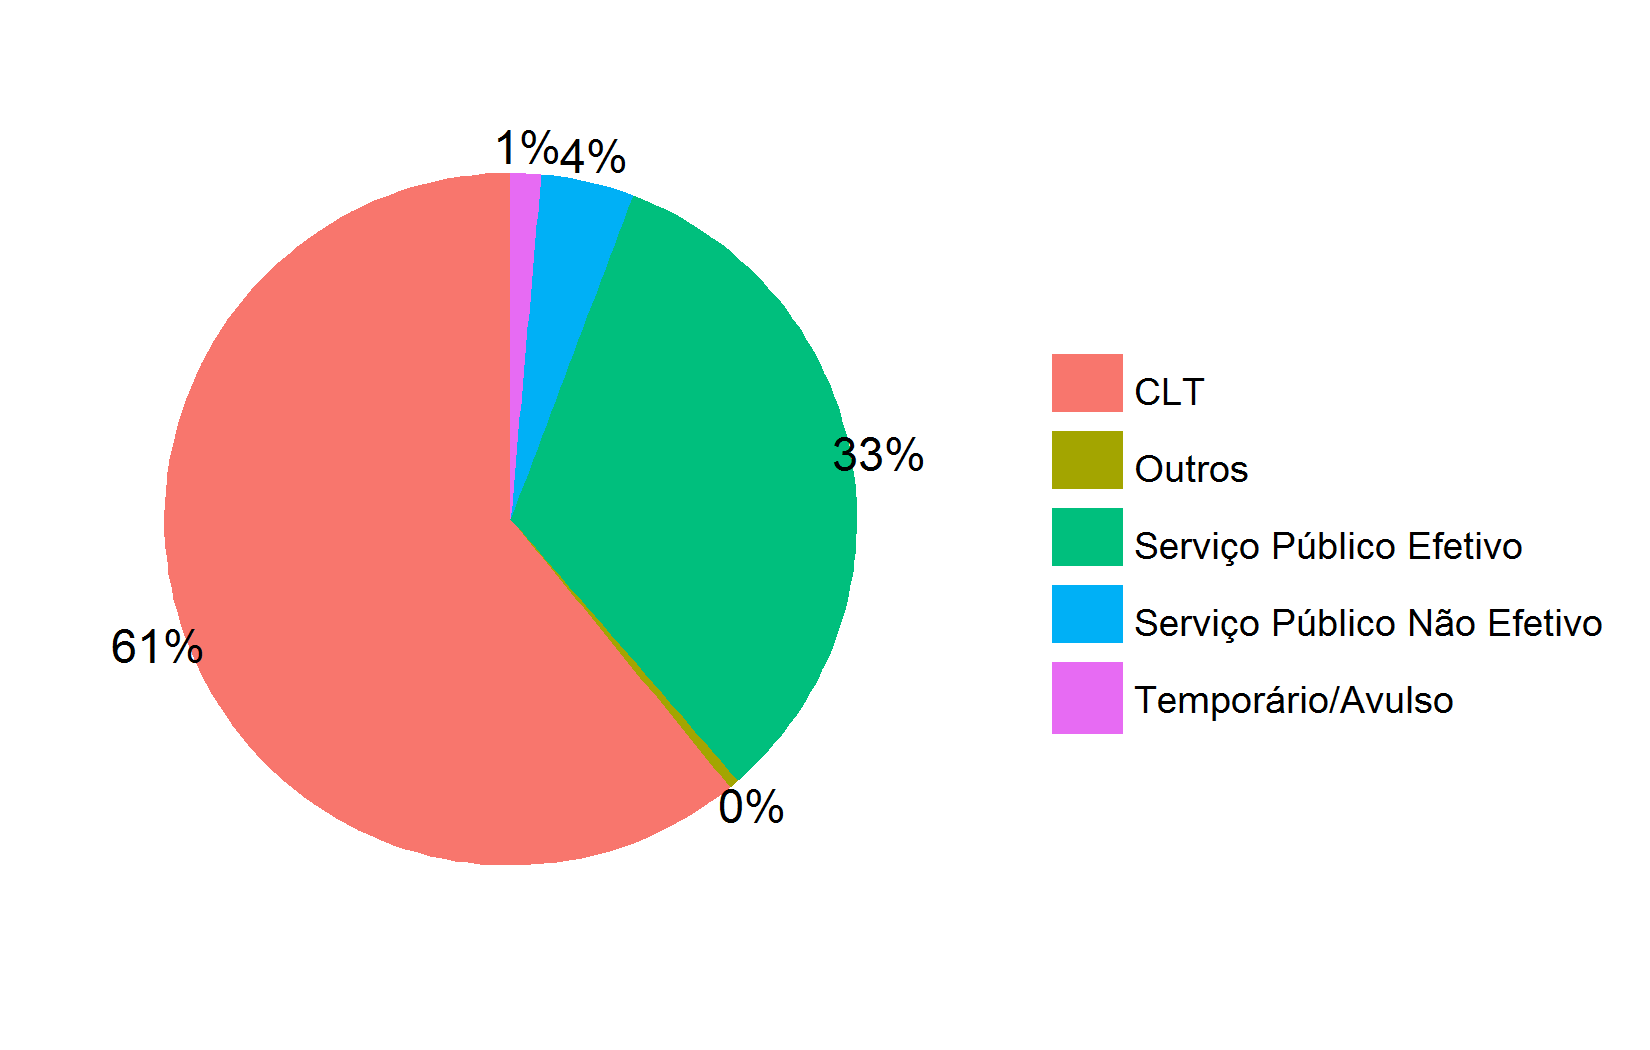 1%
4%
33%
61%
0%
CLT
Outros
Serviço Público Efetivo
Serviço Público Não Efetivo
Temporário/Avulso